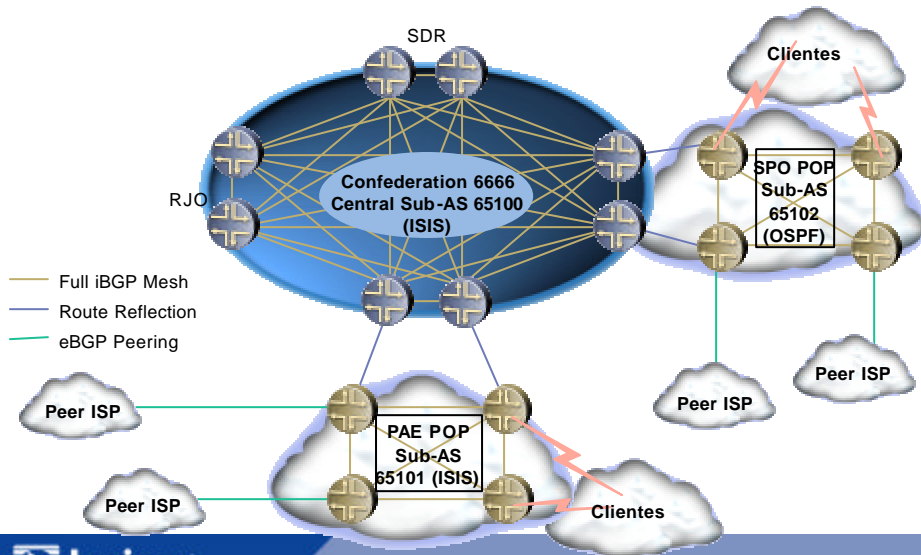 SDR
Clientes
Confederation 6666
Central Sub-AS 65100
(ISIS)
RJO
SPO POP
Sub-AS
65102
(OSPF)
Full iBGP Mesh
Route Reflection
eBGP Peering
Peer ISP
Peer ISP
Peer ISP
PAE POP
Sub-AS
65101 (ISIS)
Peer ISP
Clientes